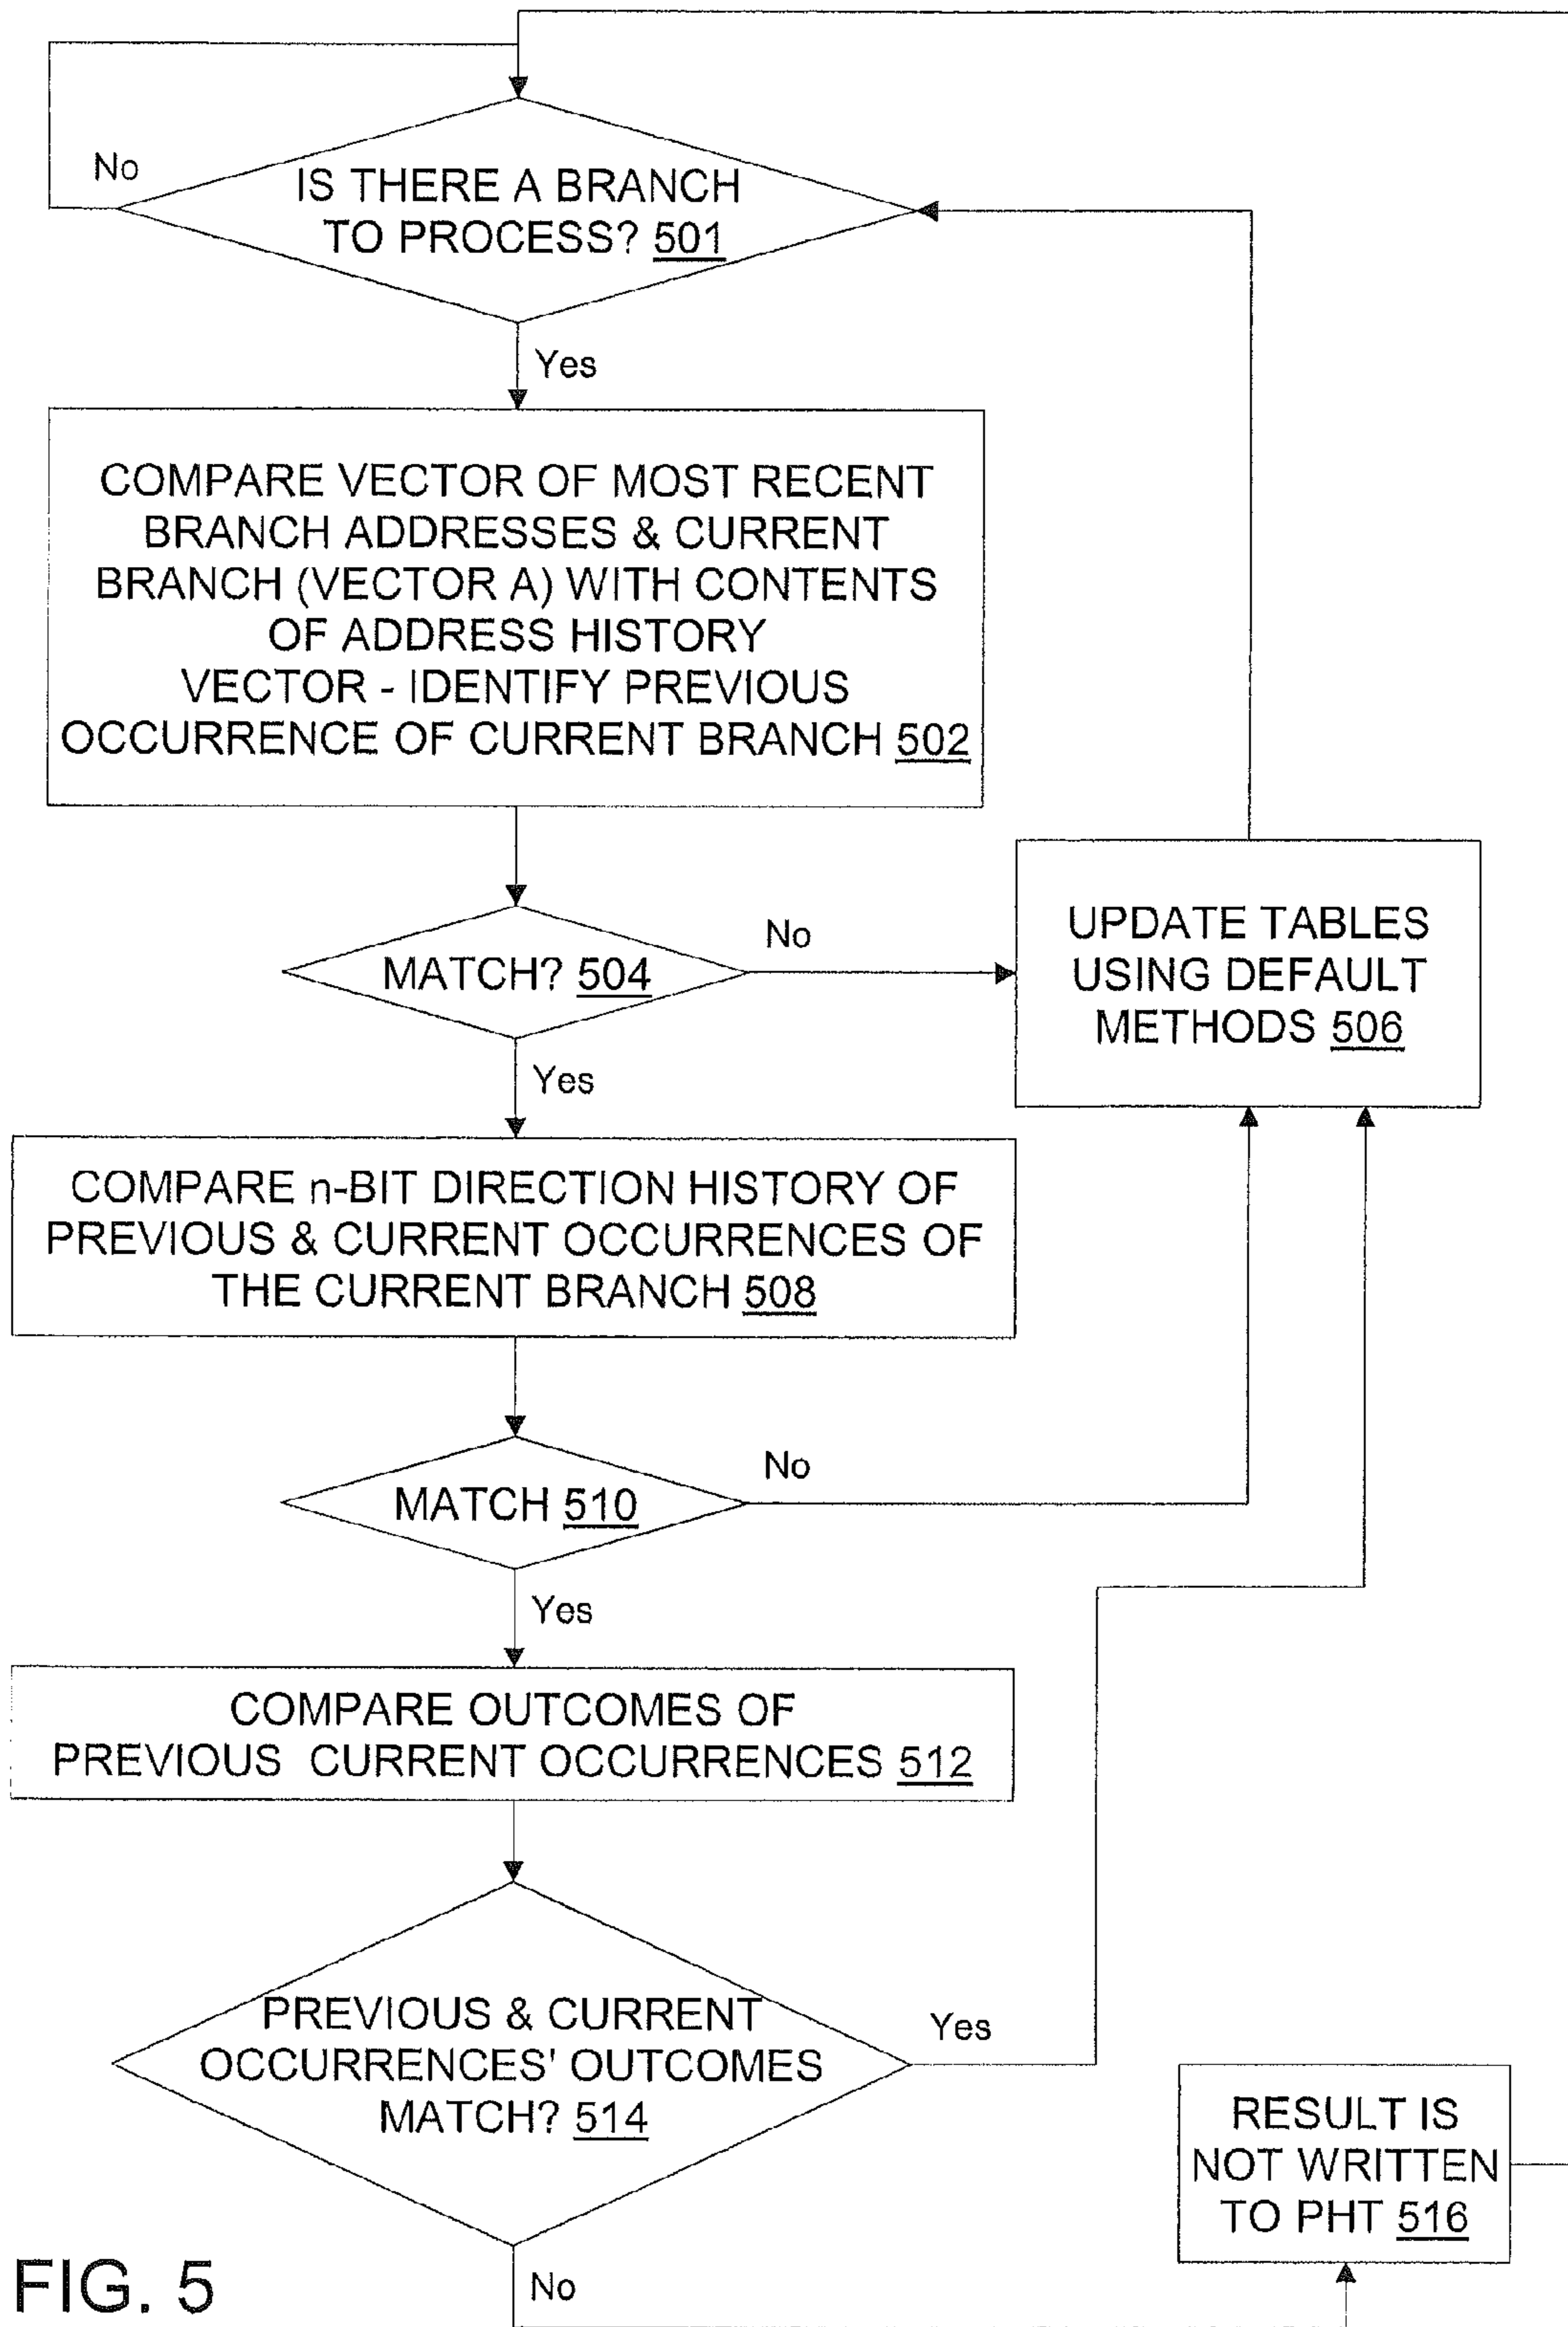 No
IS THERE A BRANCH
TO PROCESS? 501
Yes
COMPARE VECTOR OF MOST RECENT
BRANCH ADDRESSES & CURRENT
BRANCH (VECTOR A) WITH CONTENTS
OF ADDRESS HISTORY
VECTOR - IDENTIFY PREVIOUS
OCCURRENCE OF CURRENT BRANCH 502
MATCH? 504
No
UPDATE TABLES
USING DEFAULT
METHODS 506
Yes
COMPARE n-BIT DIRECTION HISTORY OF
PREVIOUS & CURRENT OCCURRENCES OF
THE CURRENT BRANCH 508
MATCH 510
No
Yes
COMPARE OUTCOMES OF
PREVIOUS CURRENT OCCURRENCES 512
PREVIOUS & CURRENT
OCCURRENCES' OUTCOMES
MATCH? 514
Yes
RESULT IS
NOT WRITTEN
TO PHT 516
No
FIG. 5